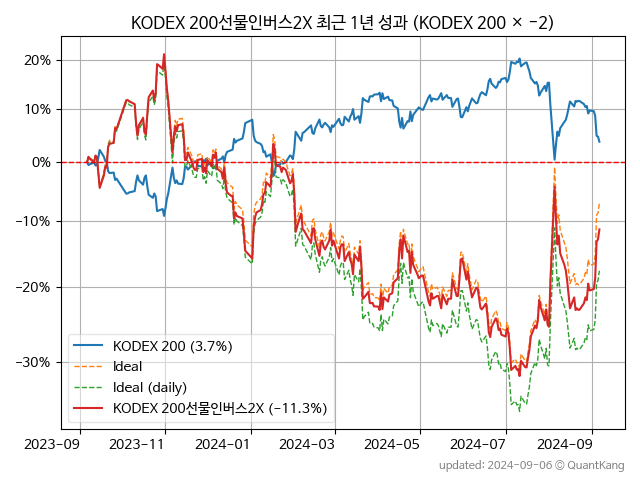 KODEX 200선물인버스2X 최근 1년 성과 (KODEX 200 × −2)
20%
10%
0%
−10%
−20%
−30%
KODEX 200 (3.7%)
Ideal
Ideal (daily)
KODEX 200선물인버스2X (−11.3%)
2023-09
2023-11
2024-01
2024-03
2024-05
2024-07
2024-09
updated: 2024-09-06 © QuantKang